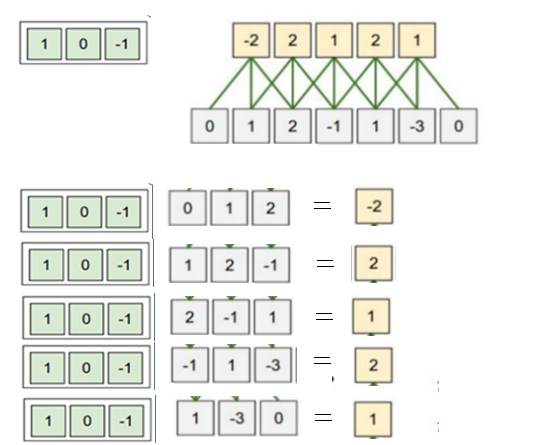 1 0 -1
-2 2 1 2 1
0 1 2 -1 1 -3 0
1 0 -1 0 1 2 = -2
1 0 -1 1 2 -1 = 2
1 0 -1 2 -1 1 = 1
1 0 -1 -1 1 -3 = 2
1 0 -1 1 -3 0 = 1